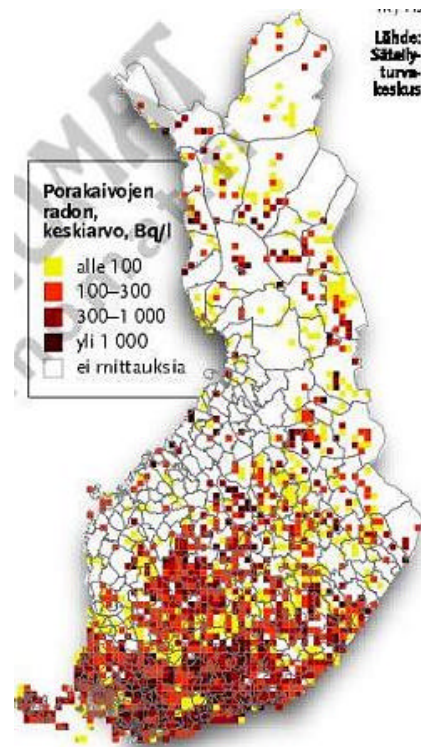 Lähde:
Säteily-
turva-
keskus
Porakaivojen
radon,
keskiarvo, Bq/l
alle 100
100–300
300–1 000
yli 1 000
ei mittauksia